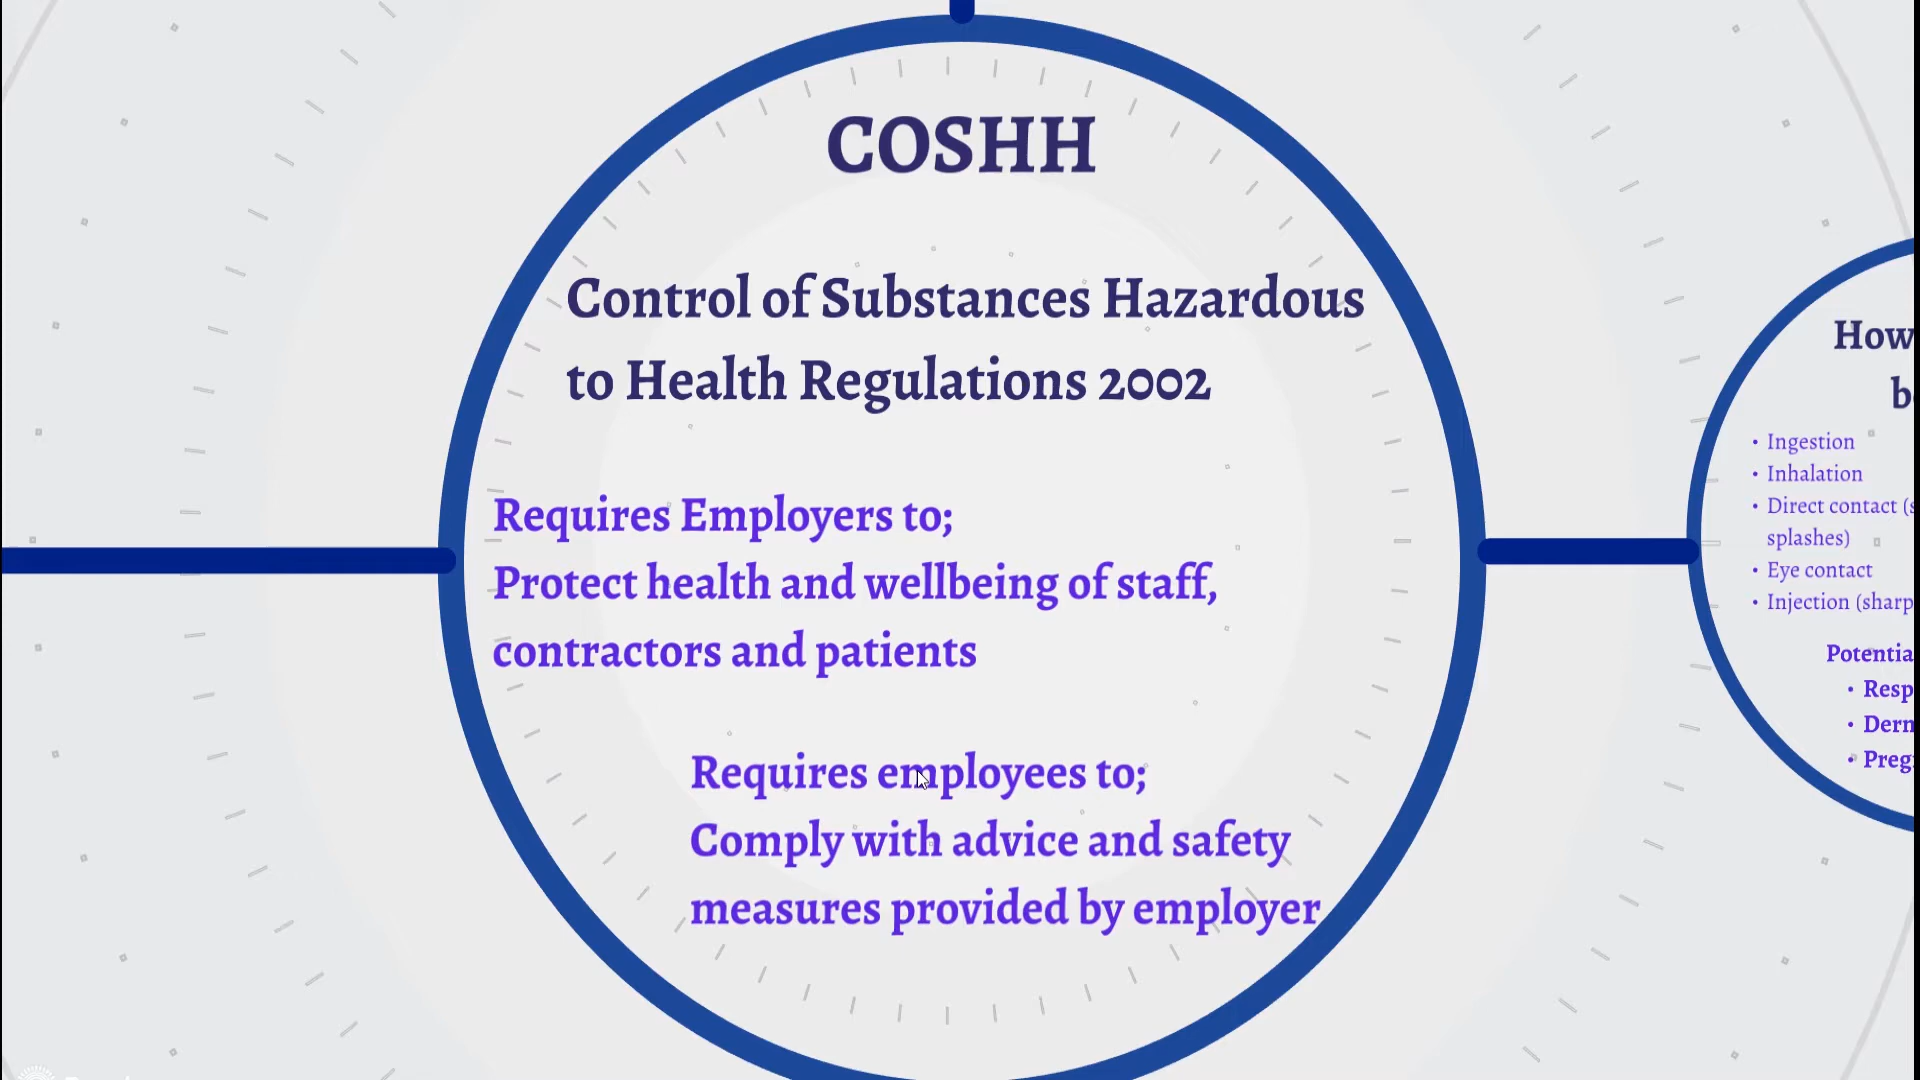 COSHH
Control of Substances Hazardous
to Health Regulations 2002
Requires Employers to;
Protect health and wellbeing of staff,
contractors and patients
Requires employees to;
Comply with advice and safety
measures provided by employer
How
• Ingestion
• Inhalation
• Direct contact
splashes)
• Eye contact
• Injection